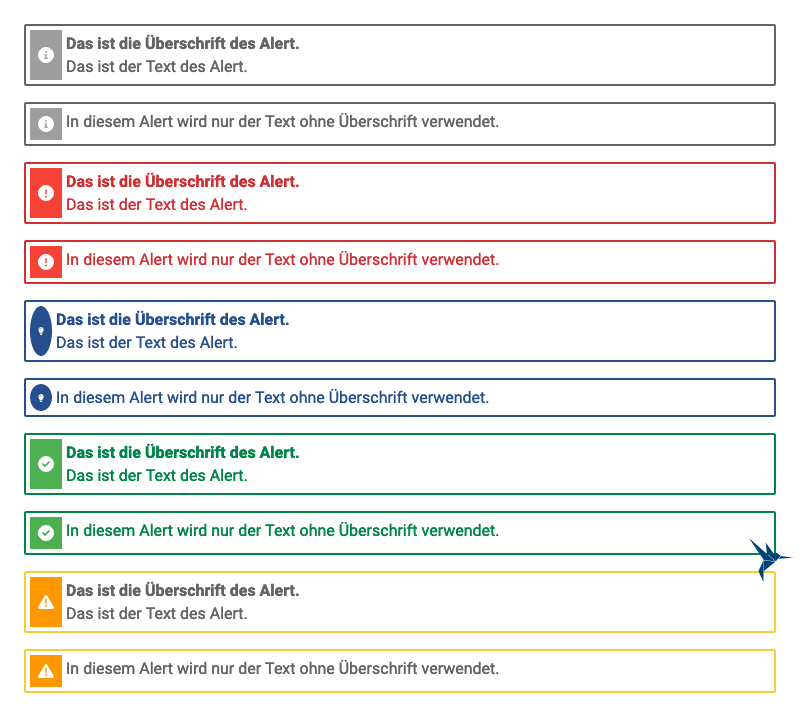 Das ist die Überschrift des Alert.
Das ist der Text des Alert.
In diesem Alert wird nur der Text ohne Überschrift verwendet.
Das ist die Überschrift des Alert.
Das ist der Text des Alert.
In diesem Alert wird nur der Text ohne Überschrift verwendet.
Das ist die Überschrift des Alert.
Das ist der Text des Alert.
In diesem Alert wird nur der Text ohne Überschrift verwendet.
Das ist die Überschrift des Alert.
Das ist der Text des Alert.
In diesem Alert wird nur der Text ohne Überschrift verwendet.
Das ist die Überschrift des Alert.
Das ist der Text des Alert.
In diesem Alert wird nur der Text ohne Überschrift verwendet.